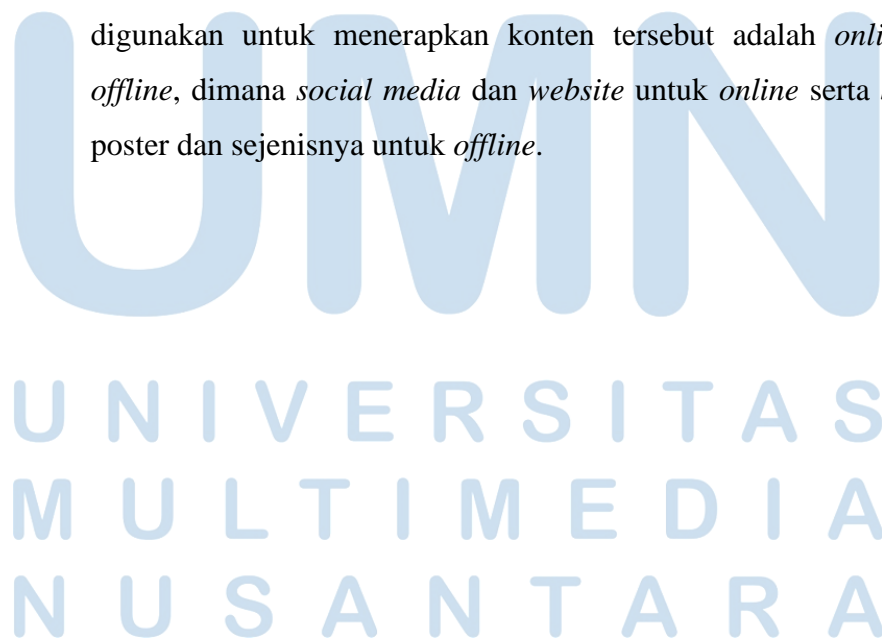 digunakan untuk menerapkan konten tersebut adalah
offline, dimana social media dan website untuk online serta
poster dan sejenisnya untuk offline.
UMN
UNIVERSITAS
MULTIMEDIA
NUSANTARA